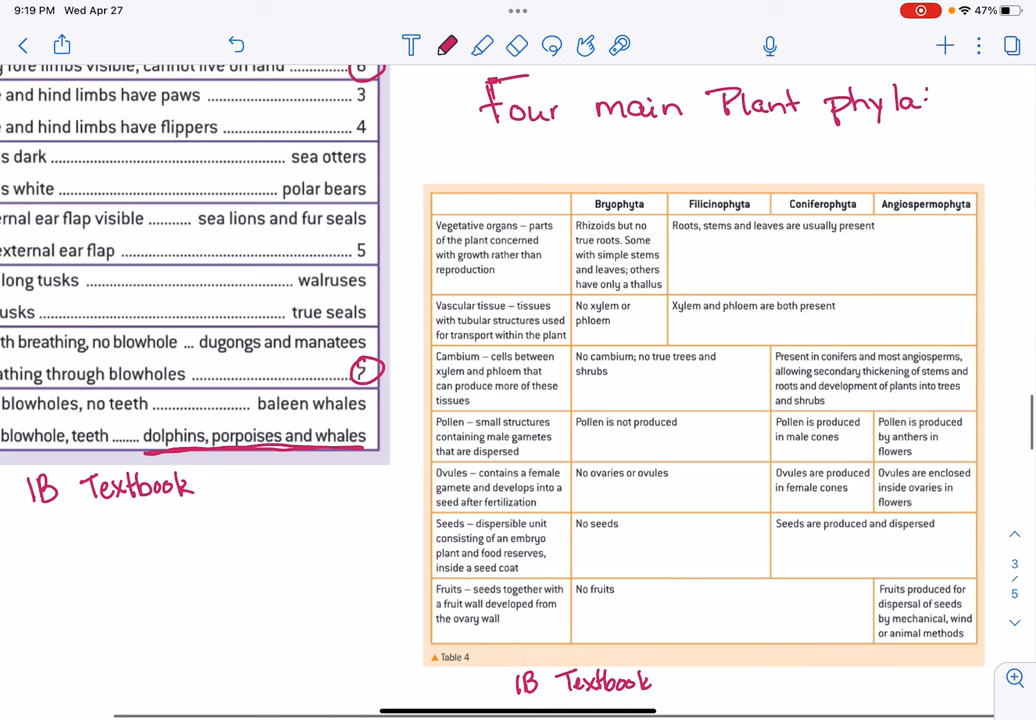 9:19 PM Wed Apr 27
47%
T
fore limbs visible, cannot live on land .............. 6
e and hind limbs have paws ................................ 3
e and hind limbs have flippers ............................ 4
s dark .............................................. sea otters
s white ........................................... polar bears
ernal ear flap visible .......... sea lions and fur seals
external ear flap ................................................ 5
long tusks .......................................... walruses
usks ................................................. true seals
th breathing, no blowhole ... dugongs and manatees
athing through blowholes ................................. 7
blowholes, no teeth ........................ baleen whales
blowhole, teeth ....... dolphins, porpoises and whales
IB Textbook
Four main Plant phyla:
Bryophyta Filicinophyta Coniferophyta Angiospermophyta
Vegetative organs – parts
of the plant concerned
with growth rather than
reproduction
Rhizoids but no
true roots. Some
with simple stems
and leaves; others
have only a thallus
Roots, stems and leaves are usually present
Vascular tissue – tissues
with tubular structures used
for transport within the plant
No xylem or
phloem
Xylem and phloem are both present
Cambium – cells between
xylem and phloem that
can produce more of these
tissues
No cambium; no true trees and
shrubs
Present in conifers and most angiosperms,
allowing secondary thickening of stems and
roots and development of plants into trees
and shrubs
Pollen – small structures
containing male gametes
that are dispersed
Pollen is not produced
Pollen is produced
in male cones
Pollen is produced
by anthers in
flowers
Ovules – contains a female
gamete and develops into a
seed after fertilization
No ovaries or ovules
Ovules are produced
in female cones
Ovules are enclosed
inside ovaries in
flowers
Seeds – dispersible unit
consisting of an embryo
plant and food reserves,
inside a seed coat
No seeds
Seeds are produced and dispersed
Fruits – seeds together with
a fruit wall developed from
the ovary wall
No fruits
Fruits produced for
dispersal of seeds
by mechanical, wind
or animal methods
▲ Table 4
IB Textbook
3
/
5